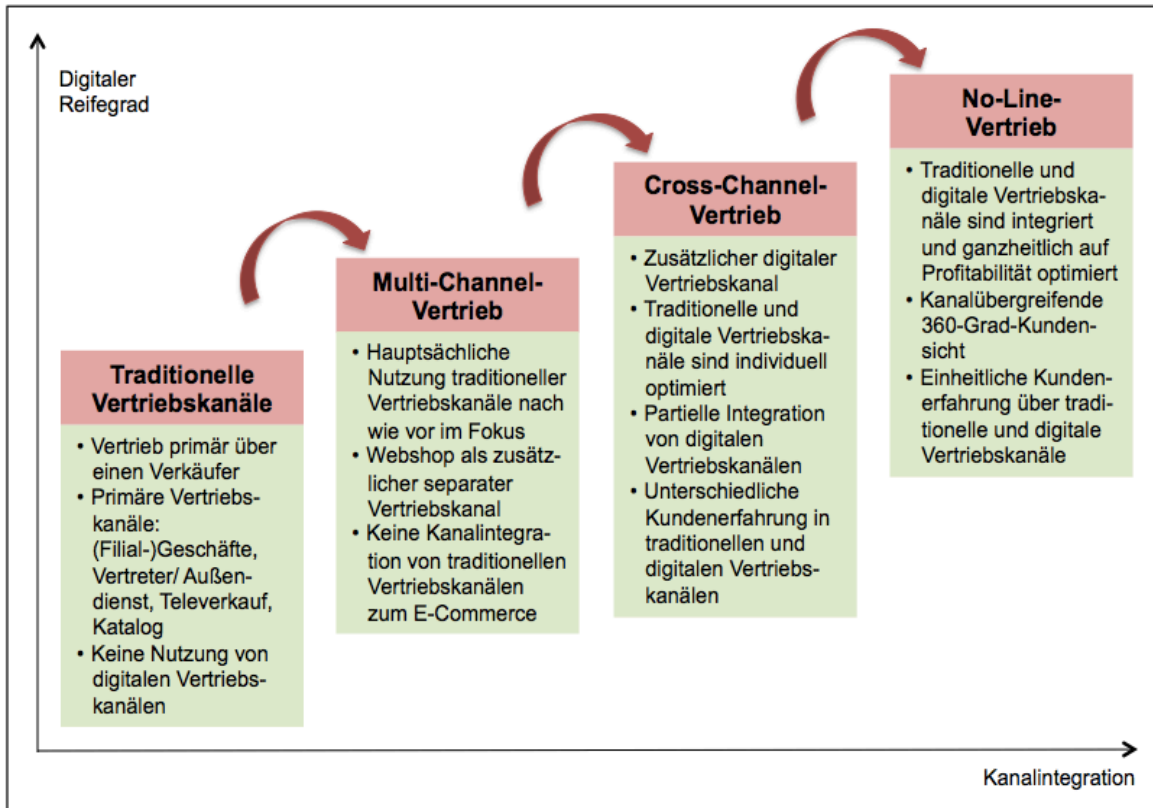 Digitaler
Reifegrad
Traditionelle
Vertriebskanäle
• Vertrieb primär über
einen Verkäufer
• Primäre Vertriebs-
kanäle:
(Filial-)Geschäfte,
Vertreter/ Außen-
dienst, Televerkauf,
Katalog
• Keine Nutzung von
digitalen Vertriebs-
kanälen
Multi-Channel-
Vertrieb
• Hauptsächliche
Nutzung traditioneller
Vertriebskanäle nach
wie vor im Fokus
• Webshop als zusätz-
licher separater
Vertriebskanal
• Keine Kanalintegra-
tion von traditionellen
Vertriebskanälen
zum E-Commerce
Cross-Channel-
Vertrieb
• Zusätzlicher digitaler
Vertriebskanal
• Traditionelle und
digitale Vertriebska-
näle sind individuell
optimiert
• Partielle Integration
von digitalen
Vertriebskanälen
• Unterschiedliche
Kundenerfahrung in
traditionellen und
digitalen Vertriebs-
kanälen
No-Line-
Vertrieb
• Traditionelle und
digitale Vertriebska-
näle sind integriert
und ganzheitlich auf
Profitabilität optimiert
• Kanalübergreifende
360-Grad-Kunden-
sicht
• Einheitliche Kunden-
erfahrung über tradi-
tionelle und digitale
Vertriebskanäle
Kanalintegration